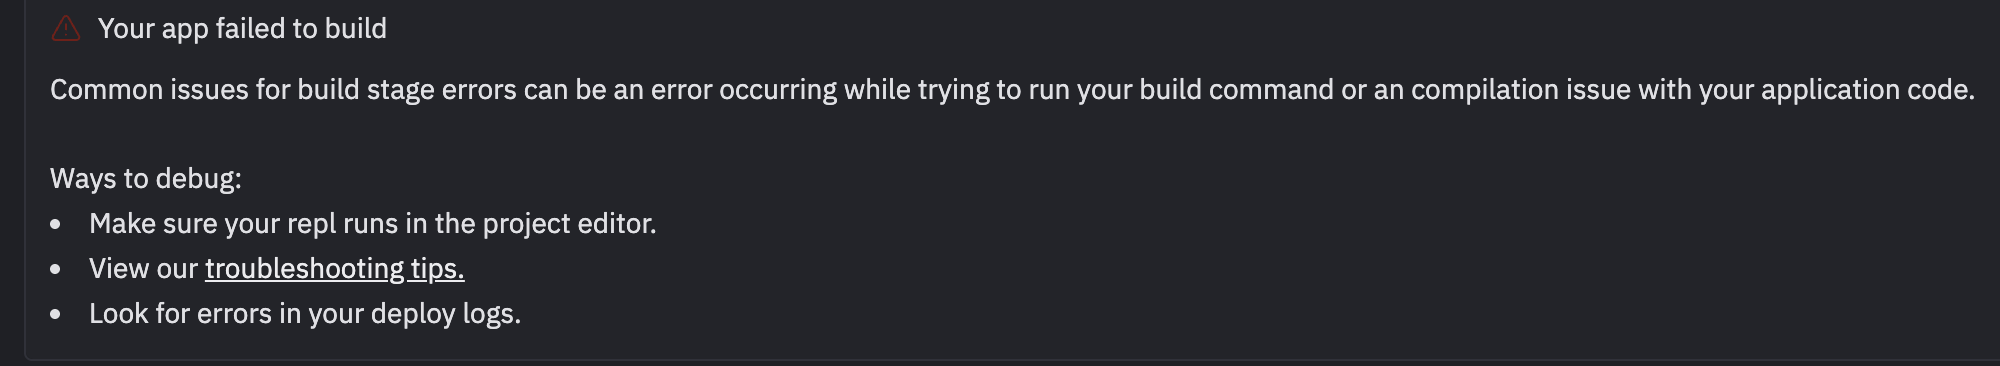 Your app failed to build
Common issues for build stage errors can be an error occurring while trying to run your build command or an compilation issue with your application code.
Ways to debug:
• Make sure your repl runs in the project editor.
• View our troubleshooting tips.
• Look for errors in your deploy logs.